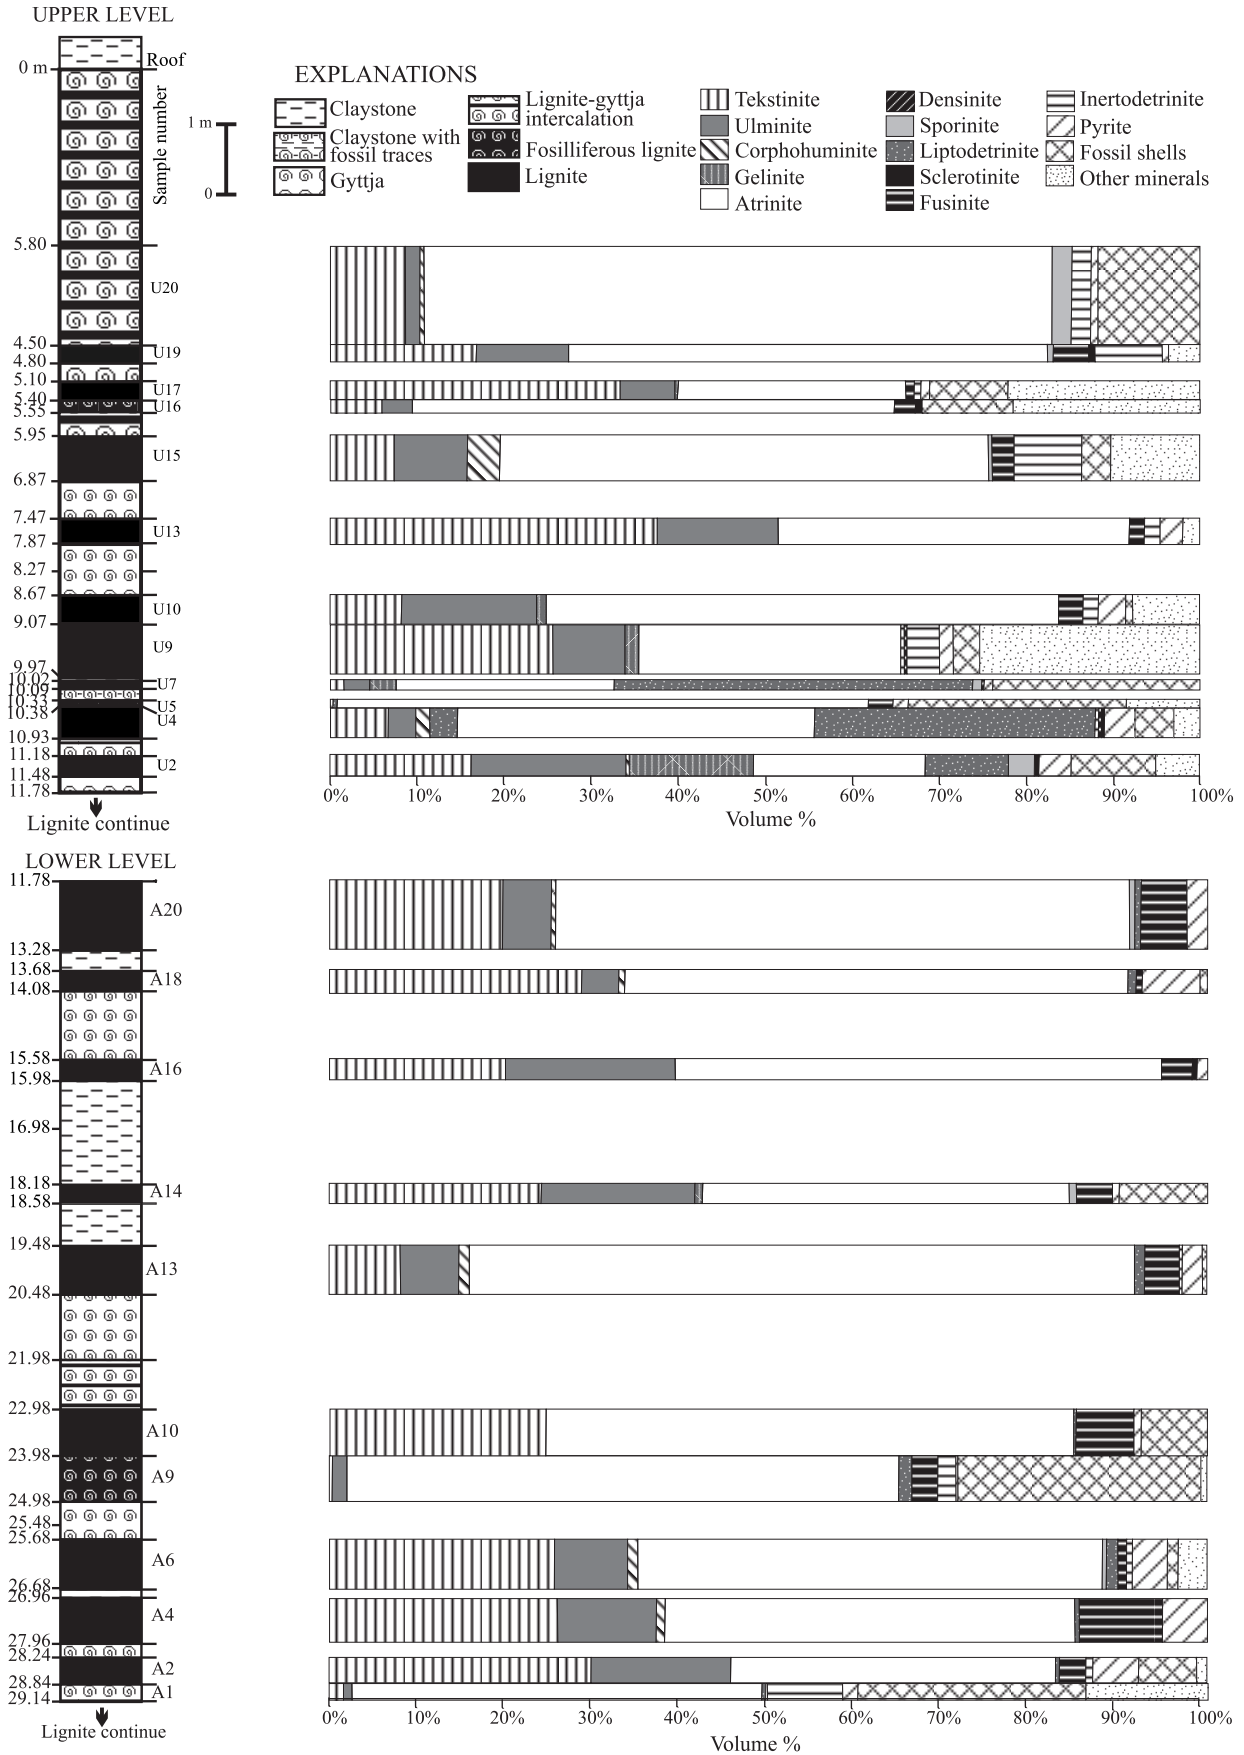 UPPER LEVEL
Roof
0 m
Sample number
EXPLANATIONS
1 m
0
Claystone
Claystone with
fossil traces
Gyttja
Lignite-gyttja
intercalation
Fosilliferous lignite
Lignite
Tekstinite
Ulminite
Corphohuminite
Gelinite
Atrinite
Densinite
Sporinite
Liptodetrinite
Sclerotinite
Fusinite
Inertodetrinite
Pyrite
Fossil shells
Other minerals
5.80
U20
4.50
U19
4.80
5.10
U17
5.40
U16
5.55
5.95
U15
6.87
7.47
U13
7.87
8.27
8.67
U10
9.07
U9
9.97
10.02
U7
10.09
10.33
U5
10.38
U4
10.93
11.18
U2
11.48
11.78
0% 10% 20% 30% 40% 50% 60% 70% 80% 90% 100%
Volume %
Lignite continue
LOWER LEVEL
11.78
A20
13.28
13.68
A18
14.08
15.58
A16
15.98
16.98
18.18
A14
18.58
19.48
A13
20.48
21.98
22.98
A10
23.98
A9
24.98
25.48
25.68
A6
26.68
26.96
A4
27.96
28.24
A2
28.84
A1
29.14
0% 10% 20% 30% 40% 50% 60% 70% 80% 90% 100%
Volume %
Lignite continue